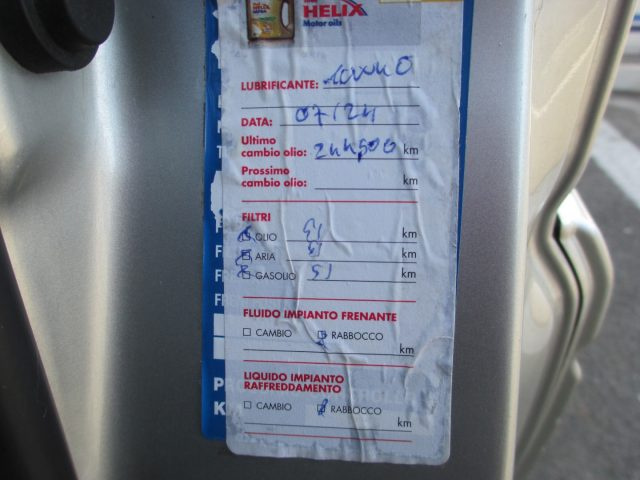 HELIX
Motor oils
LUBRIFICANTE: 10W40
DATA: 07/24
Ultimo
cambio olio: 244500 km
Prossimo
cambio olio: km
FILTRI
OLIO SI km
ARIA SI km
GASOLIO SI km
FLUIDO IMPIANTO FRENANTE
CAMBIO RABBOCCO
km
LIQUIDO IMPIANTO
RAFFREDDAMENTO
CAMBIO RABBOCCO
km